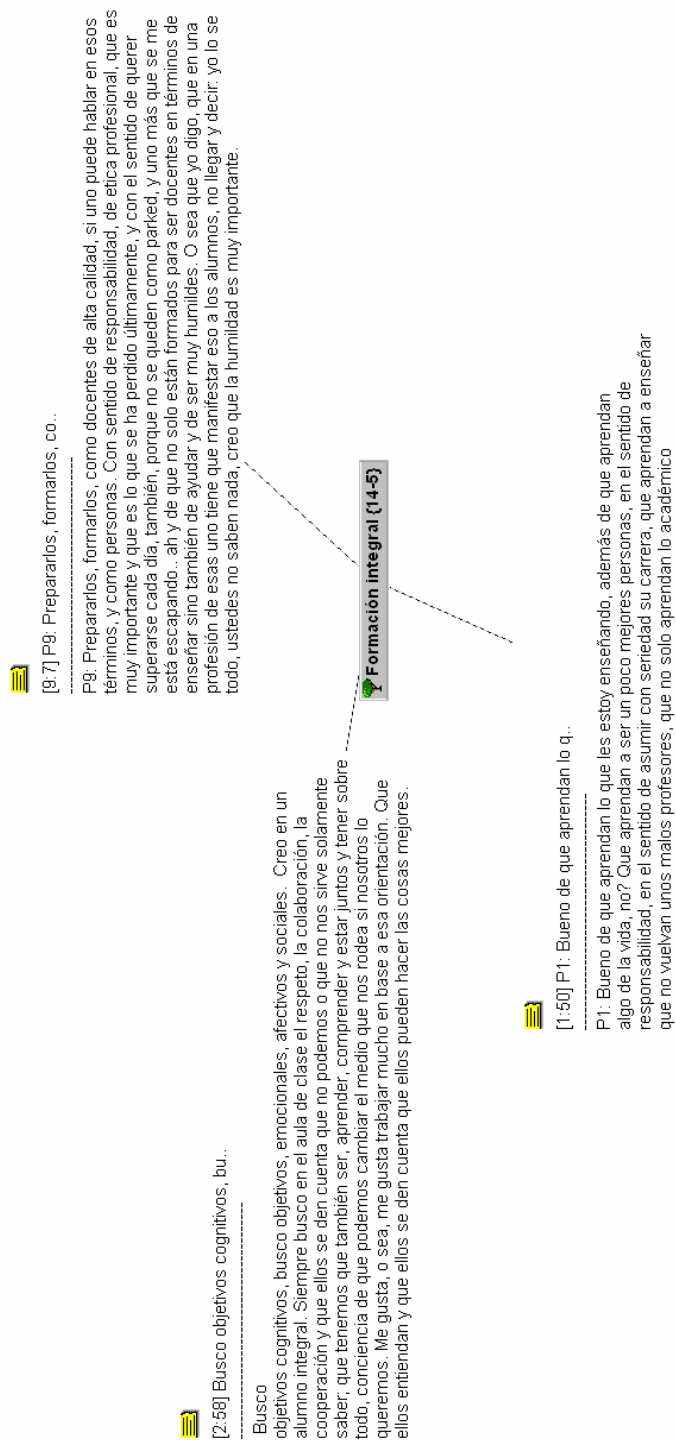 [9:7] P9: Prepararlos, formarlos, co..
P9: Prepararlos, formarlos, como docentes de alta calidad, si uno puede hablar en esos
términos, y como personas. Con sentido de responsabilidad, de etica profesional, que es
muy importante y que es lo que se ha perdido últimamente, y con el sentido de querer
superarse cada día, también, porque no se queden como parked, y uno más que se me
está escapando.. ah y de que no solo están formados para ser docentes en términos de
enseñar sino también de ayudar y de ser muy humildes. O sea que yo digo, que en una
profesión de esas uno tiene que manifestar eso a los alumnos, no llegar y decir: yo lo se
todo, ustedes no saben nada, creo que la humildad es muy importante.
Formación integral {14-5}
[2:58] Busco objetivos cognitivos, bu..
Busco
objetivos cognitivos, busco objetivos, emocionales, afectivos y sociales. Creo en un
alumno integral. Siempre busco en el aula de clase el respeto, la colaboración, la
cooperación y que ellos se den cuenta que no podemos o que no nos sirve solamente
saber; que tenemos que también ser, aprender, comprender y estar juntos y tener sobre
todo, conciencia de que podemos cambiar el medio que nos rodea si nosotros lo
queremos. Me gusta, o sea, me gusta trabajar mucho en base a esa orientación. Que
ellos entiendan y que ellos se den cuenta que ellos pueden hacer las cosas mejores.
[1:50] P1: Bueno de que aprendan lo q..
P1: Bueno de que aprendan lo que les estoy enseñando, además de que aprendan
algo de la vida, no? Que aprendan a ser un poco mejores personas, en el sentido de
responsabilidad, en el sentido de asumir con seriedad su carrera, que aprendan a enseñar
que no vuelvan unos malos profesores, que no solo aprendan lo académico